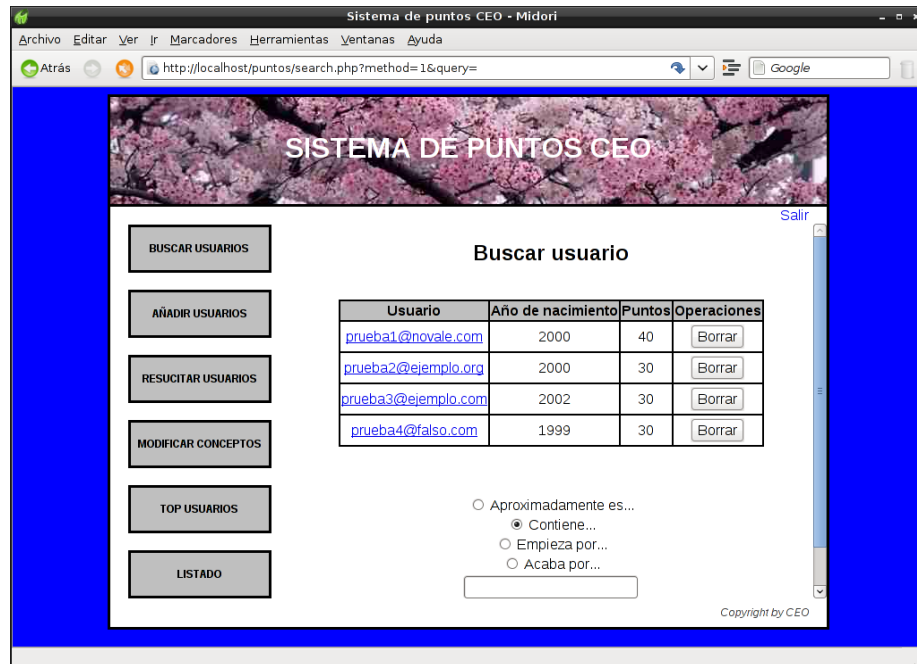 Sistema de puntos CEO - Midori
Archivo Editar Ver Ir Marcadores Herramientas Ventanas Ayuda
Atrás http://localhost/puntos/search.php?method=1&query= Google
SISTEMA DE PUNTOS CEO
Salir
BUSCAR USUARIOS
AÑADIR USUARIOS
RESUCITAR USUARIOS
MODIFICAR CONCEPTOS
TOP USUARIOS
LISTADO
Buscar usuario
Usuario Año de nacimiento Puntos Operaciones
prueba1@novale.com 2000 40 Borrar
prueba2@ejemplo.org 2000 30 Borrar
prueba3@ejemplo.com 2002 30 Borrar
prueba4@falso.com 1999 30 Borrar
Aproximadamente es...
Contiene...
Empieza por...
Acaba por...
Copyright by CEO